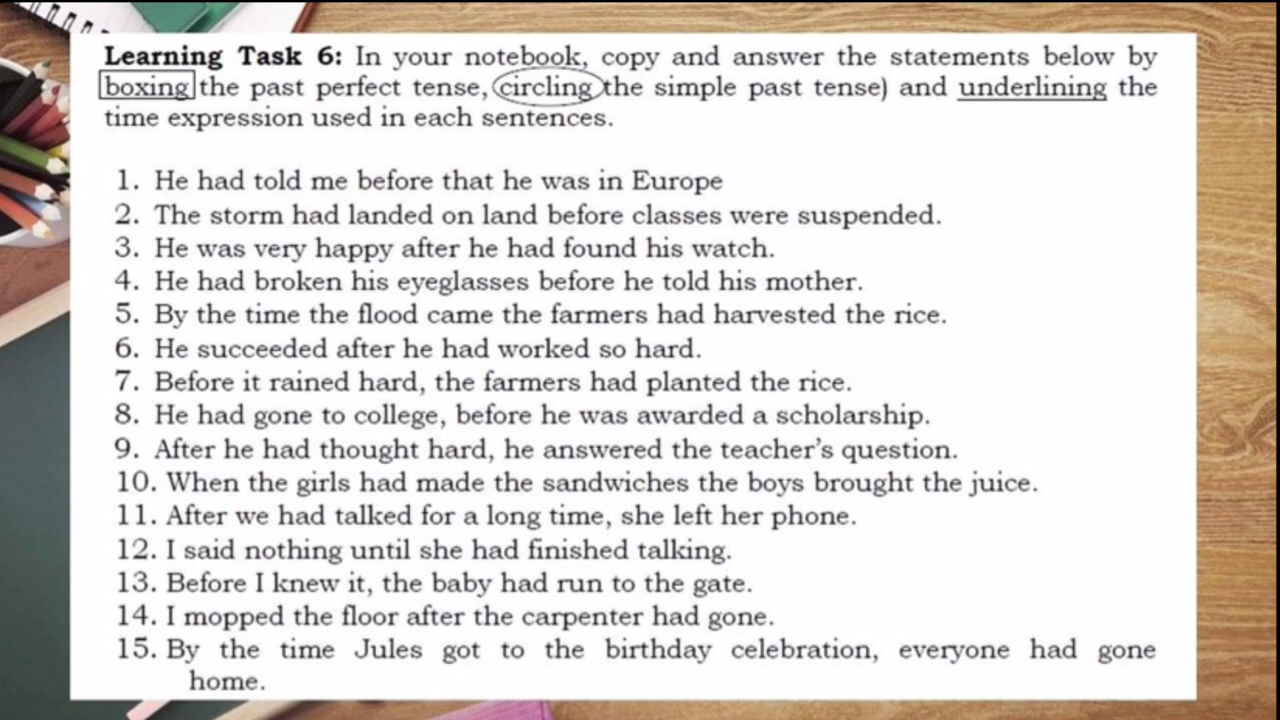 Learning Task 6: In your notebook, copy and answer the statements below by
boxing the past perfect tense, circling the simple past tense) and underlining the
time expression used in each sentences.
1. He had told me before that he was in Europe
2. The storm had landed on land before classes were suspended.
3. He was very happy after he had found his watch.
4. He had broken his eyeglasses before he told his mother.
5. By the time the flood came the farmers had harvested the rice.
6. He succeeded after he had worked so hard.
7. Before it rained hard, the farmers had planted the rice.
8. He had gone to college, before he was awarded a scholarship.
9. After he had thought hard, he answered the teacher's question.
10. When the girls had made the sandwiches the boys brought the juice.
11. After we had talked for a long time, she left her phone.
12. I said nothing until she had finished talking.
13. Before I knew it, the baby had run to the gate.
14. I mopped the floor after the carpenter had gone.
15. By the time Jules got to the birthday celebration, everyone had gone
home.